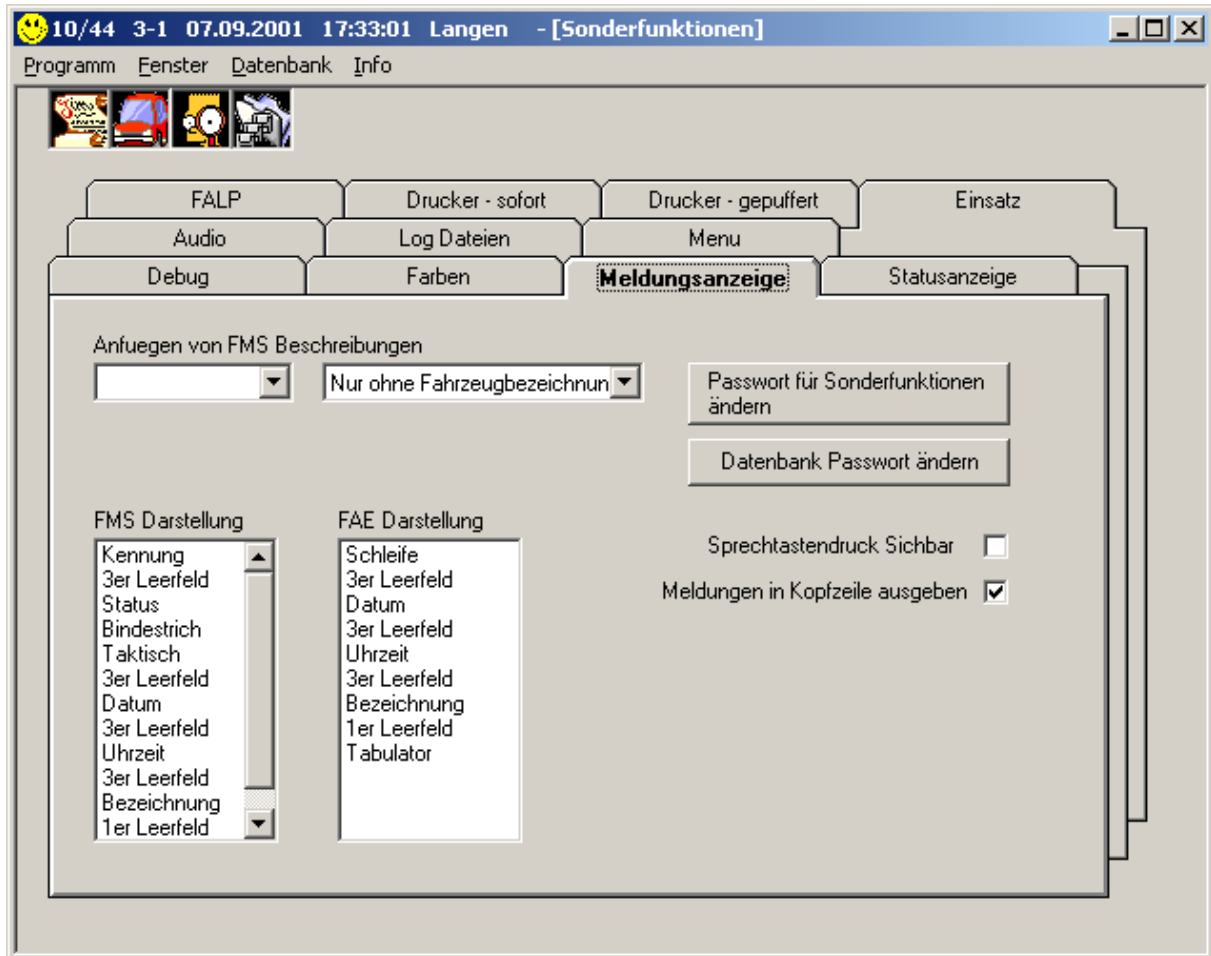 10/44 3-1 07.09.2001 17:33:01 Langen - [Sonderfunktionen]
Programm Fenster Datenbank Info
FALP Drucker - sofort Drucker - gepuffert Einsatz
Audio Log Dateien Menu
Debug Farben Meldungsanzeige Statusanzeige
Anfuegen von FMS Beschreibungen
Nur ohne Fahrzeugbezeichnun
Passwort für Sonderfunktionen
ändern
Datenbank Passwort ändern
FMS Darstellung
Kennung
3er Leerfeld
Status
Bindestrich
Taktisch
3er Leerfeld
Datum
3er Leerfeld
Uhrzeit
3er Leerfeld
Bezeichnung
1er Leerfeld
FAE Darstellung
Schleife
3er Leerfeld
Datum
3er Leerfeld
Uhrzeit
3er Leerfeld
Bezeichnung
1er Leerfeld
Tabulator
Sprechtastendruck Sichbar
Meldungen in Kopfzeile ausgeben